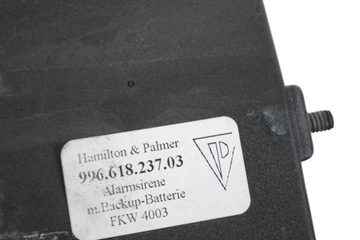 Hamilton & Palmer
996.618.237.03
Alarmsirene
m.Backup-Batterie
FKW 4003